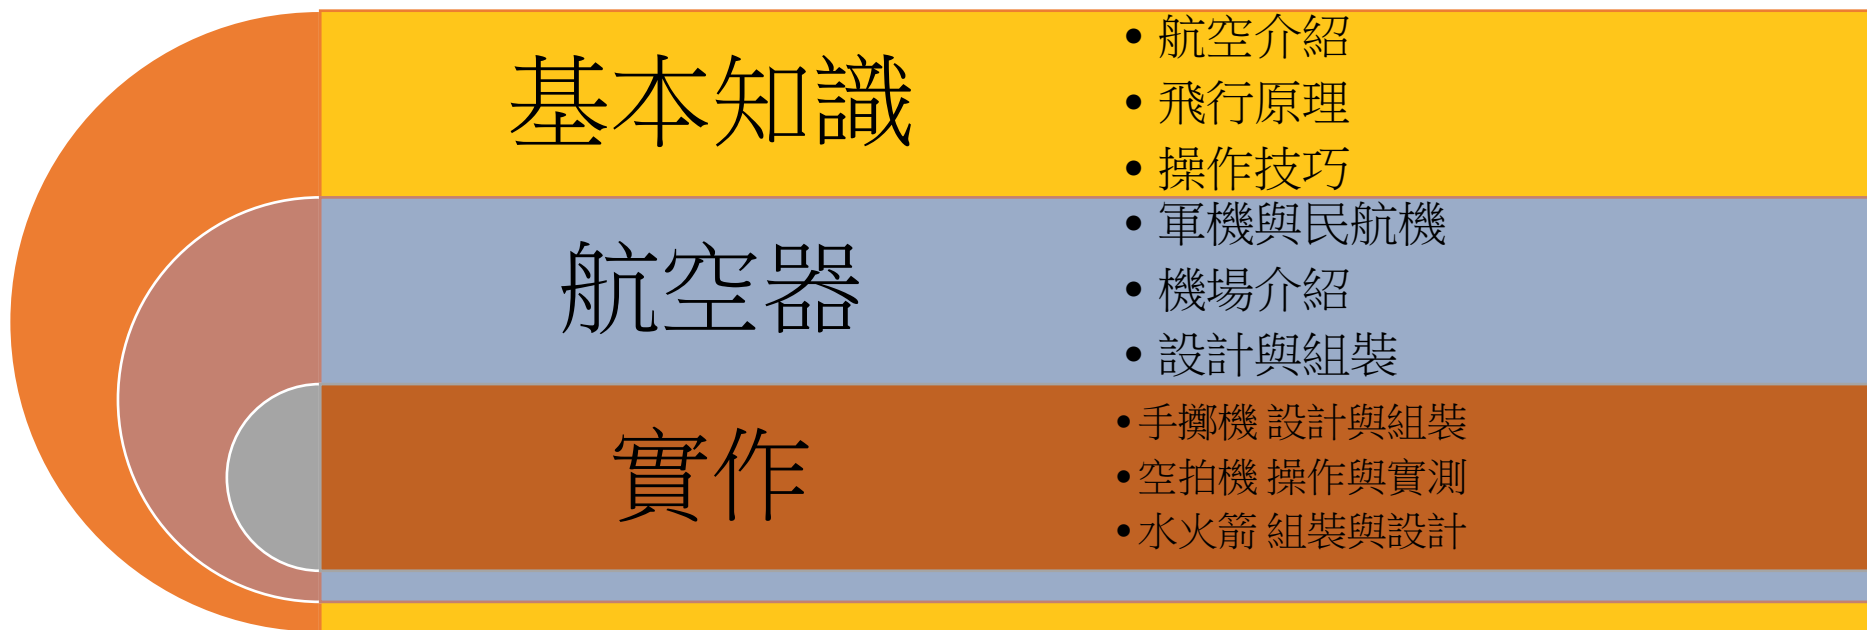 基本知識
• 航空介紹
• 飛行原理
• 操作技巧
航空器
• 軍機與民航機
• 機場介紹
• 設計與組裝
實作
• 手擲機 設計與組裝
• 空拍機 操作與實測
• 水火箭 組裝與設計